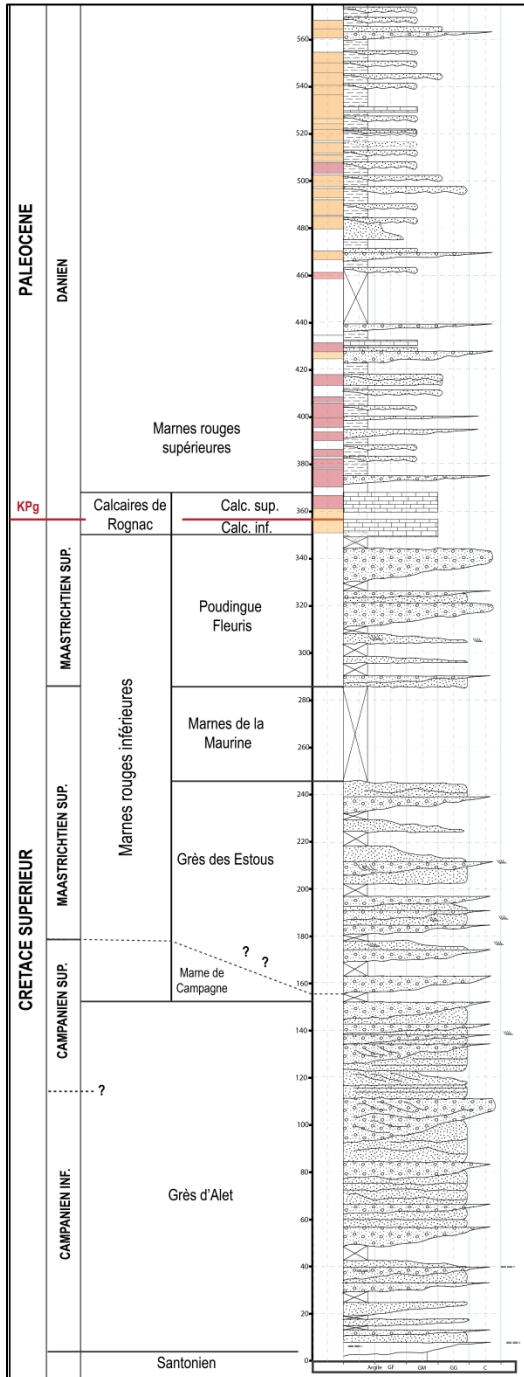 PALEOCENE
DANIEN
Marnes rouges
supérieures
KPg
Calcaires de
Rognac
Calc. sup.
Calc. inf.
CRETACE SUPERIEUR
MAASTRICHTIEN SUP.
MAASTRICHTIEN SUP.
CAMPANIEN SUP.
CAMPANIEN INF.
Marnes rouges inférieures
Poudingue
Fleuris
Marnes de la
Maurine
Grès des Estous
?
?
Marne de
Campagne
?
Grès d'Alet
Santonien
560
540
520
500
480
460
440
420
400
380
360
340
320
300
280
260
240
220
200
180
160
140
120
100
80
60
40
20
0
Argile GF GM GG C